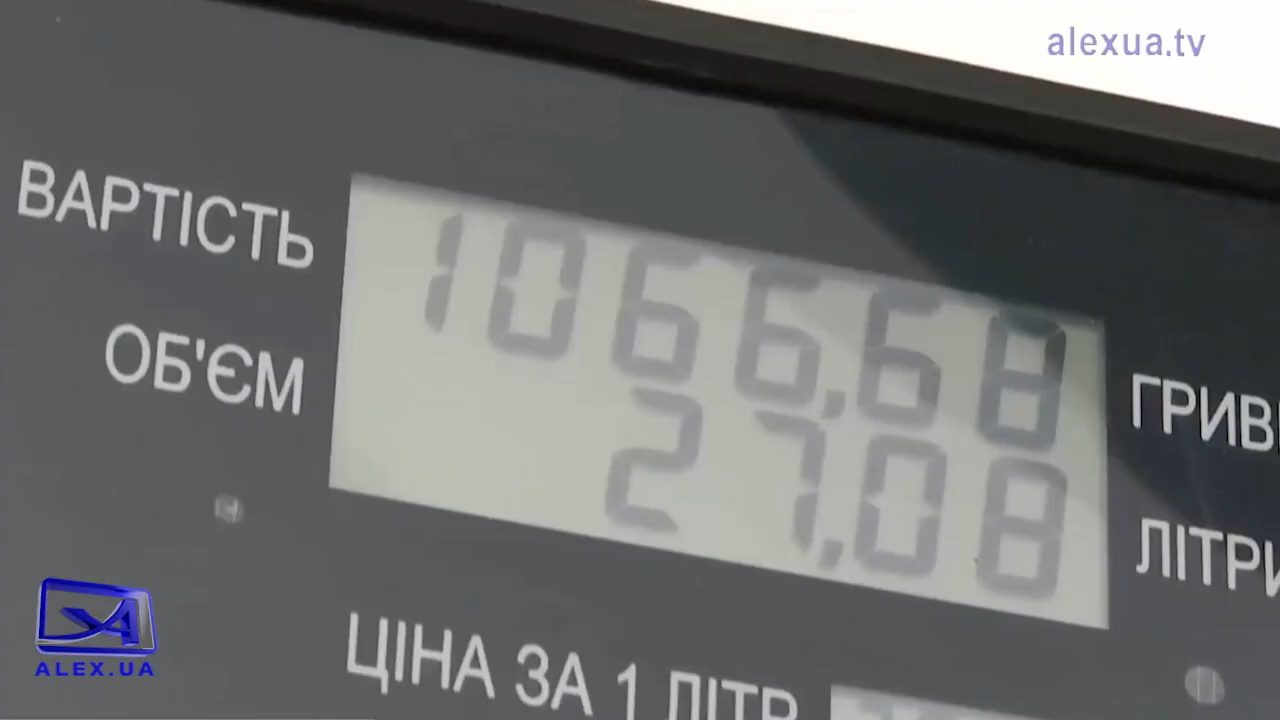 alexua.tv
ВАРТІСТЬ 1066,68 ГРИВ
ОБ'ЄМ 27,08 ЛІТРИ
ЦІНА ЗА 1 ЛІТР
ALEX.UA